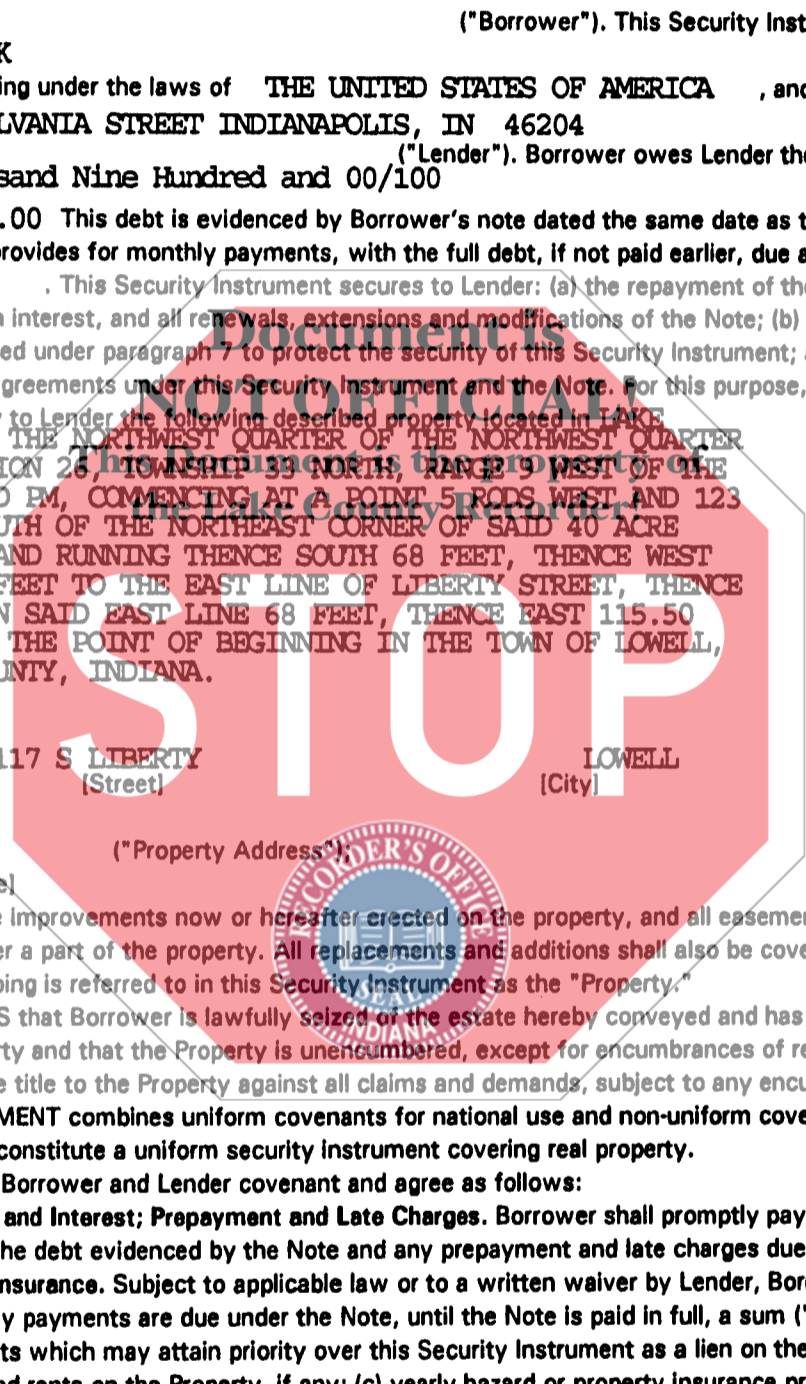 ("Borrower"). This Security Inst
K
ing under the laws of THE UNITED STATES OF AMERICA , and
LVANIA STREET INDIANAPOLIS, IN 46204
("Lender"). Borrower owes Lender the
sand Nine Hundred and 00/100
.00 This debt is evidenced by Borrower's note dated the same date as t
provides for monthly payments, with the full debt, if not paid earlier, due a
. This Security Instrument secures to Lender: (a) the repayment of the
interest, and all renewals, extensions and modifications of the Note; (b)
ed under paragraph 7 to protect the security of this Security Instrument;
greements under this Security Instrument and the Note. For this purpose,
to Lender the following described property located in LAKE
Document is
NOT OFFICIAL!
This Document is the property of
the Lake County Recorder!
THE NORTHWEST QUARTER OF THE NORTHWEST QUARTER
ION TOWNSHIP 33 NORTH, RANGE 9 WEST OF THE
PM, COMMENCING AT A POINT 5 RODS WEST AND 123
UTH OF THE NORTHEAST CORNER OF SAID 40 ACRE
AND RUNNING THENCE SOUTH 68 FEET, THENCE WEST
FEET TO THE EAST LINE OF LIBERTY STREET, THENCE
N SAID EAST LINE 68 FEET, THENCE EAST 115.50
THE POINT OF BEGINNING IN THE TOWN OF LOWELL,
UNTY, INDIANA.
STOP
117 S LIBERTY LOWELL
[Street] [City]
("Property Address");
e]
RECORDER'S OFFICE
SEAL
INDIANA
e improvements now or hereafter erected on the property, and all easemen
er a part of the property. All replacements and additions shall also be cove
oing is referred to in this Security Instrument as the "Property."
S that Borrower is lawfully seized of the estate hereby conveyed and has
rty and that the Property is unencumbered, except for encumbrances of re
e title to the Property against all claims and demands, subject to any encu
MENT combines uniform covenants for national use and non-uniform cove
constitute a uniform security instrument covering real property.
Borrower and Lender covenant and agree as follows:
and Interest; Prepayment and Late Charges. Borrower shall promptly pay
he debt evidenced by the Note and any prepayment and late charges due
nsurance. Subject to applicable law or to a written waiver by Lender, Bor
y payments are due under the Note, until the Note is paid in full, a sum ("
ts which may attain priority over this Security Instrument as a lien on the
ed rents on the Property, if any; (c) yearly hazard or property insurance pr